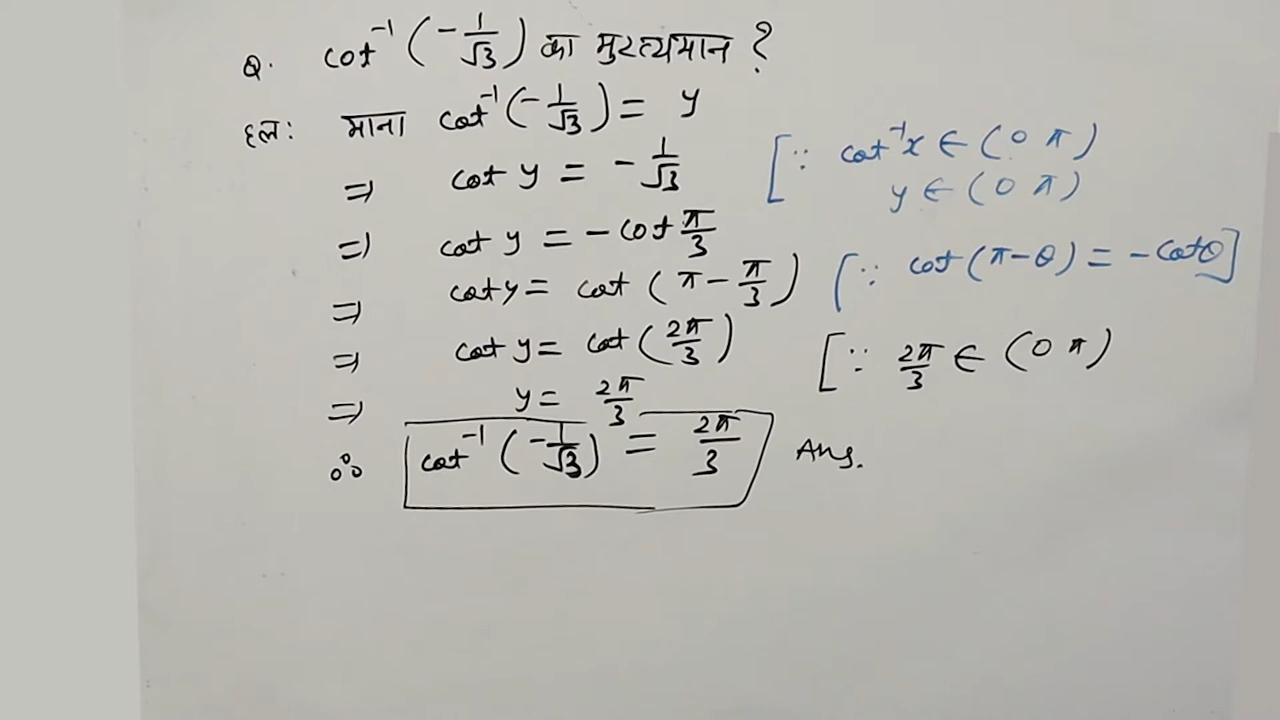 Q. cot⁻¹(-1/√3) का मुख्यमान ?
हल: माना cot⁻¹(-1/√3) = y
⇒ cot y = -1/√3 [∵ cot⁻¹x ∈ (0 π)
y ∈ (0 π)
⇒ cot y = -cot π/3
⇒ cot y = cot (π - π/3) [∵ cot(π-θ) = -cotθ]
⇒ cot y = cot (2π/3) [∵ 2π/3 ∈ (0 π)
⇒ y = 2π/3
∴ cot⁻¹(-1/√3) = 2π/3 Ans.